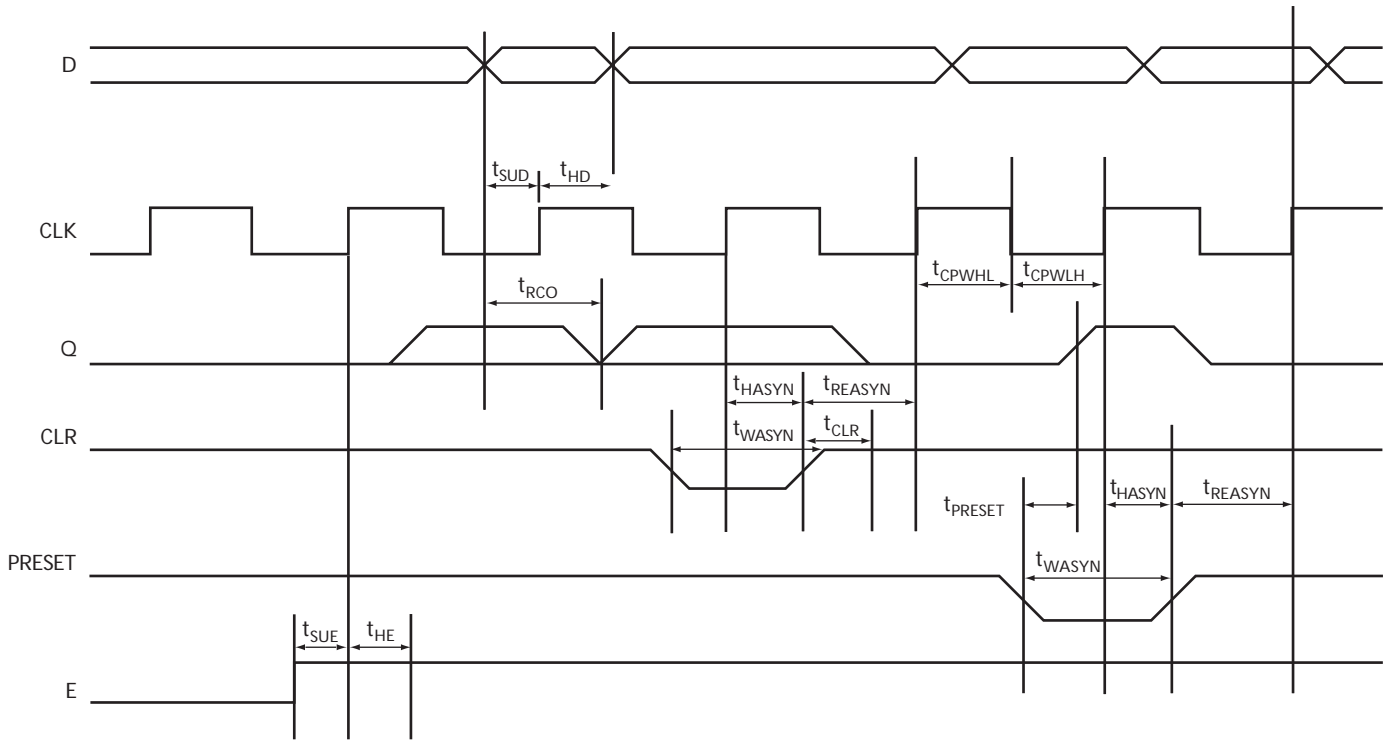 D
tSUD tHD
CLK
tCPWHL tCPWLH
tRCO
Q
tHASYN tREASYN
tWASYN tCLR
CLR
tPRESET tHASYN tREASYN
PRESET
tWASYN
tSUE tHE
E